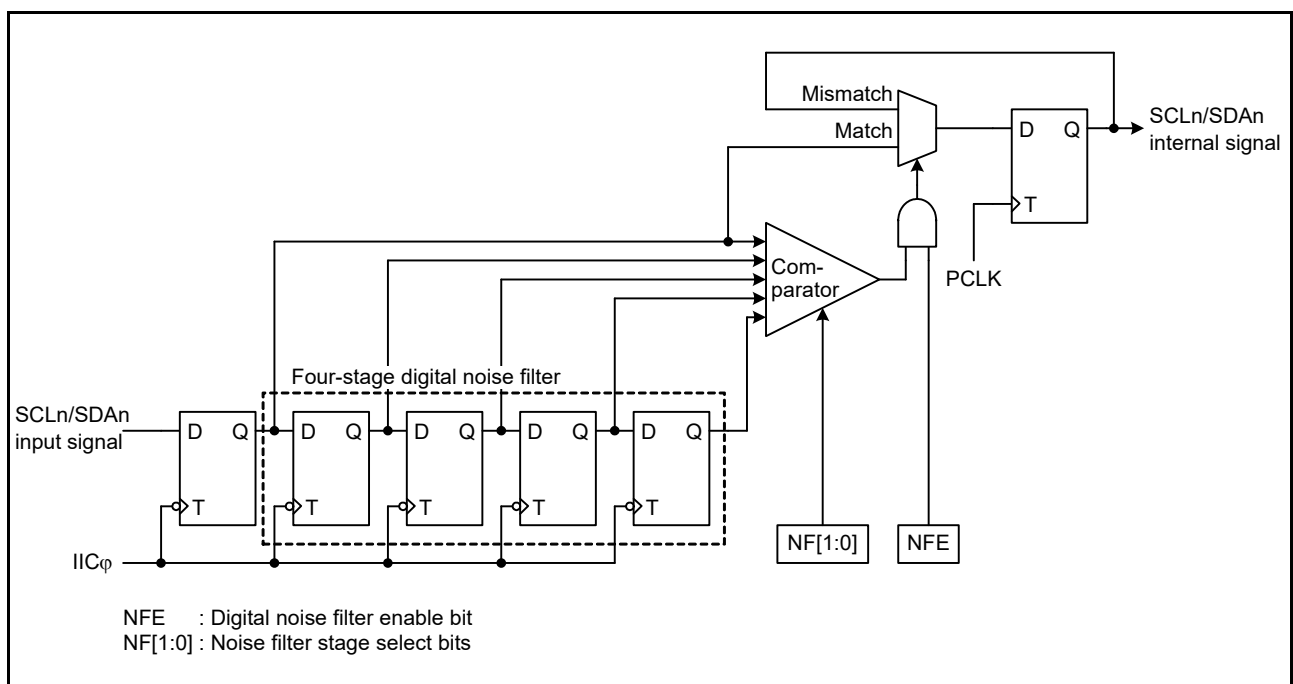 Mismatch
Match
D Q
T
SCLn/SDAn
internal signal
PCLK
Com-
parator
Four-stage digital noise filter
SCLn/SDAn
input signal
D Q D Q D Q D Q D Q
T T T T T
NF[1:0] NFE
IICφ
NFE : Digital noise filter enable bit
NF[1:0] : Noise filter stage select bits